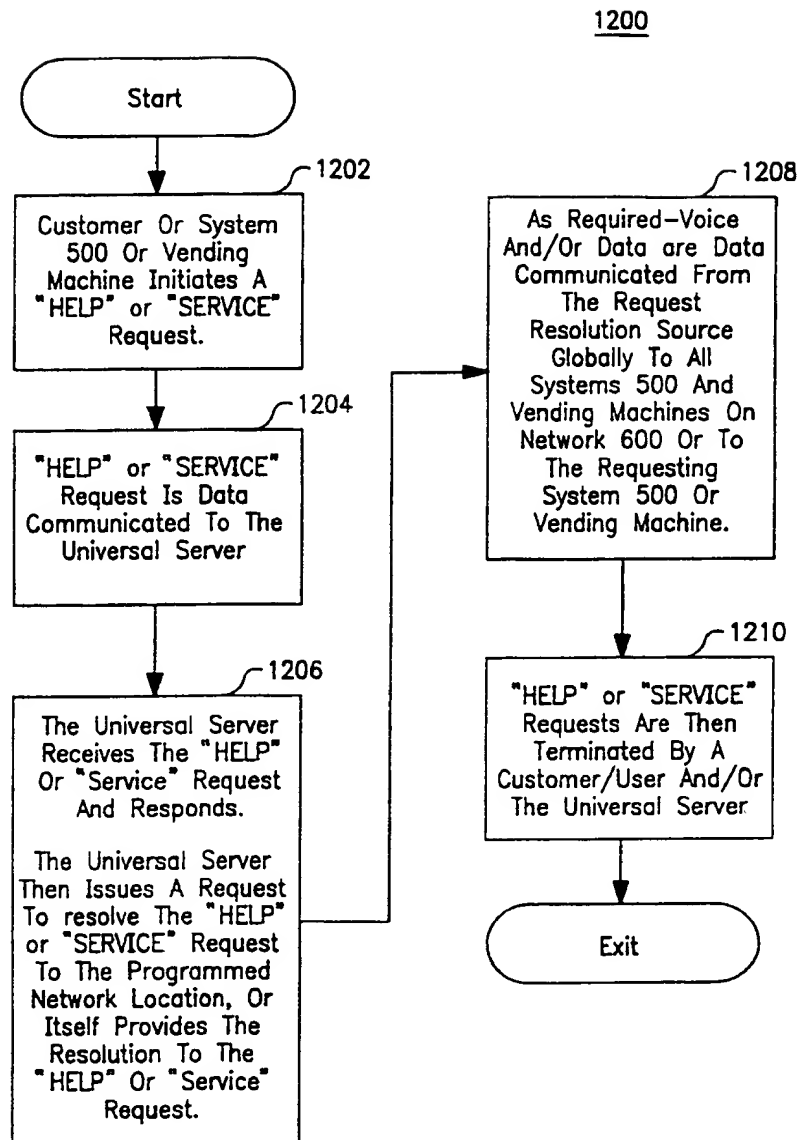 1200
Start
1202
Customer Or System
500 Or Vending
Machine Initiates A
"HELP" or "SERVICE"
Request.
1204
"HELP" or "SERVICE"
Request Is Data
Communicated To The
Universal Server
1206
The Universal Server
Receives The "HELP"
Or "Service" Request
And Responds.
The Universal Server
Then Issues A Request
To resolve The "HELP"
or "SERVICE" Request
To The Programmed
Network Location, Or
Itself Provides The
Resolution To The
"HELP" Or "Service"
Request.
1208
As Required-Voice
And/Or Data are Data
Communicated From
The Request
Resolution Source
Globally To All
Systems 500 And
Vending Machines On
Network 600 Or To
The Requesting
System 500 Or
Vending Machine.
1210
"HELP" or "SERVICE"
Requests Are Then
Terminated By A
Customer/User And/Or
The Universal Server
Exit